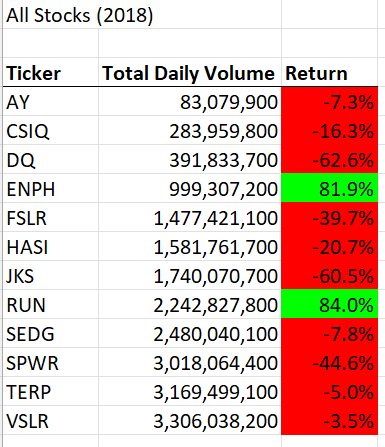 All Stocks (2018)
Ticker Total Daily Volume Return
AY 83,079,900 -7.3%
CSIQ 283,959,800 -16.3%
DQ 391,833,700 -62.6%
ENPH 999,307,200 81.9%
FSLR 1,477,421,100 -39.7%
HASI 1,581,761,700 -20.7%
JKS 1,740,070,700 -60.5%
RUN 2,242,827,800 84.0%
SEDG 2,480,040,100 -7.8%
SPWR 3,018,064,400 -44.6%
TERP 3,169,499,100 -5.0%
VSLR 3,306,038,200 -3.5%